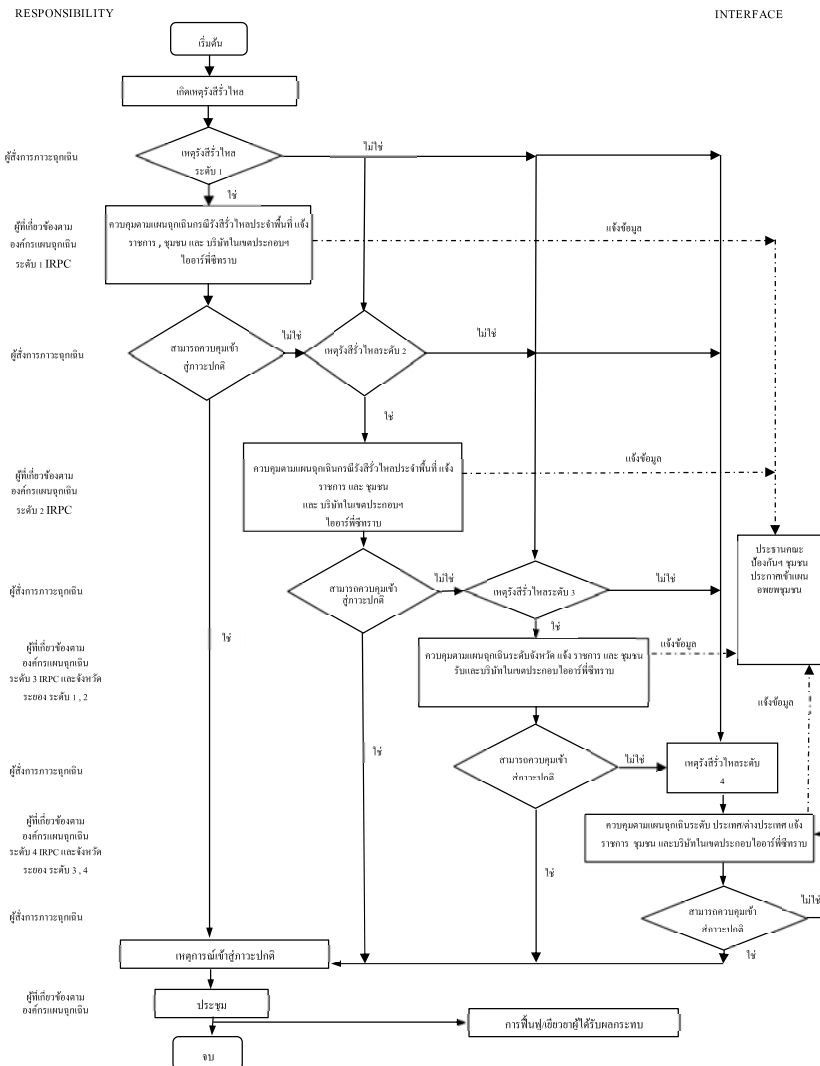 RESPONSIBILITY
INTERFACE
เริ่มต้น
เกิดเหตุรังสีรั่วไหล
ผู้สั่งการภาวะฉุกเฉิน
เหตุรังสีรั่วไหล
ระดับ 1
ไม่ใช่
ใช่
ผู้ที่เกี่ยวข้องตาม
องค์กรแผนฉุกเฉิน
ระดับ 1 IRPC
ควบคุมตามแผนฉุกเฉินกรณีรังสีรั่วไหลประจำพื้นที่ แจ้ง
ราชการ , ชุมชน และ บริษัทในเขตประกอบฯ
ไออาร์พีซีทราบ
แจ้งข้อมูล
ผู้สั่งการภาวะฉุกเฉิน
สามารถควบคุมเข้า
สู่ภาวะปกติ
ไม่ใช่
เหตุรังสีรั่วไหลระดับ 2
ไม่ใช่
ใช่
ผู้ที่เกี่ยวข้องตาม
องค์กรแผนฉุกเฉิน
ระดับ 2 IRPC
ควบคุมตามแผนฉุกเฉินกรณีรังสีรั่วไหลประจำพื้นที่ แจ้ง
ราชการ และ ชุมชน
และ บริษัทในเขตประกอบฯ
ไออาร์พีซีทราบ
แจ้งข้อมูล
ประธานคณะ
ป้องกันฯ ชุมชน
ประกาศเข้าแผน
อพยพชุมชน
ผู้สั่งการภาวะฉุกเฉิน
สามารถควบคุมเข้า
สู่ภาวะปกติ
ไม่ใช่
เหตุรังสีรั่วไหลระดับ 3
ไม่ใช่
ใช่
ใช่
ผู้ที่เกี่ยวข้องตาม
องค์กรแผนฉุกเฉิน
ระดับ 3 IRPC และจังหวัด
ระยอง ระดับ 1 , 2
ควบคุมตามแผนฉุกเฉินระดับจังหวัด แจ้ง ราชการ และ ชุมชน
รับและบริษัทในเขตประกอบไออาร์พีซีทราบ
แจ้งข้อมูล
แจ้งข้อมูล
ใช่
ผู้สั่งการภาวะฉุกเฉิน
สามารถควบคุมเข้า
สู่ภาวะปกติ
ไม่ใช่
เหตุรังสีรั่วไหลระดับ
4
ผู้ที่เกี่ยวข้องตาม
องค์กรแผนฉุกเฉิน
ระดับ 4 IRPC และจังหวัด
ระยอง ระดับ 3 , 4
ควบคุมตามแผนฉุกเฉินระดับ ประเทศ/ต่างประเทศ แจ้ง
ราชการ ชุมชน และบริษัทในเขตประกอบไออาร์พีซีทราบ
ใช่
ผู้สั่งการภาวะฉุกเฉิน
สามารถควบคุมเข้า
สู่ภาวะปกติ
ไม่ใช่
ใช่
เหตุการณ์เข้าสู่ภาวะปกติ
ผู้ที่เกี่ยวข้องตาม
องค์กรแผนฉุกเฉิน
ประชุม
การฟื้นฟู/เยียวยาผู้ได้รับผลกระทบ
จบ